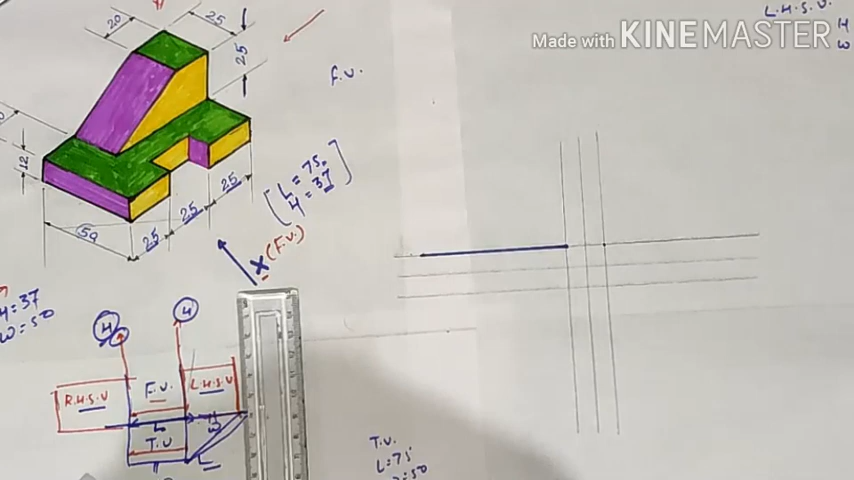 L.H.S.V.
H
W
Made with KINEMASTER
20
25
25
F.V.
12
50
25
25
25
[L=75.
H=37]
X (F.V.)
H=37
W=50
H
H
R.H.S.V
F.V.
L.H.S.V
L
W
T.V
L
T.V.
L=75